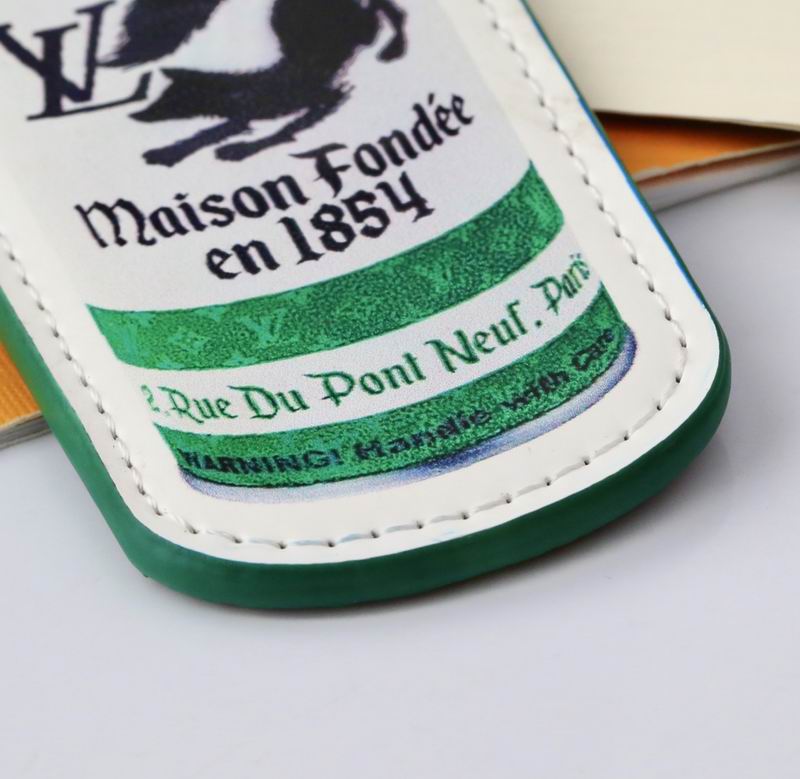 LV
Maison Fondée
en 1854
2, Rue Du Pont Neuf, Paris
WARNING! Handle with Care